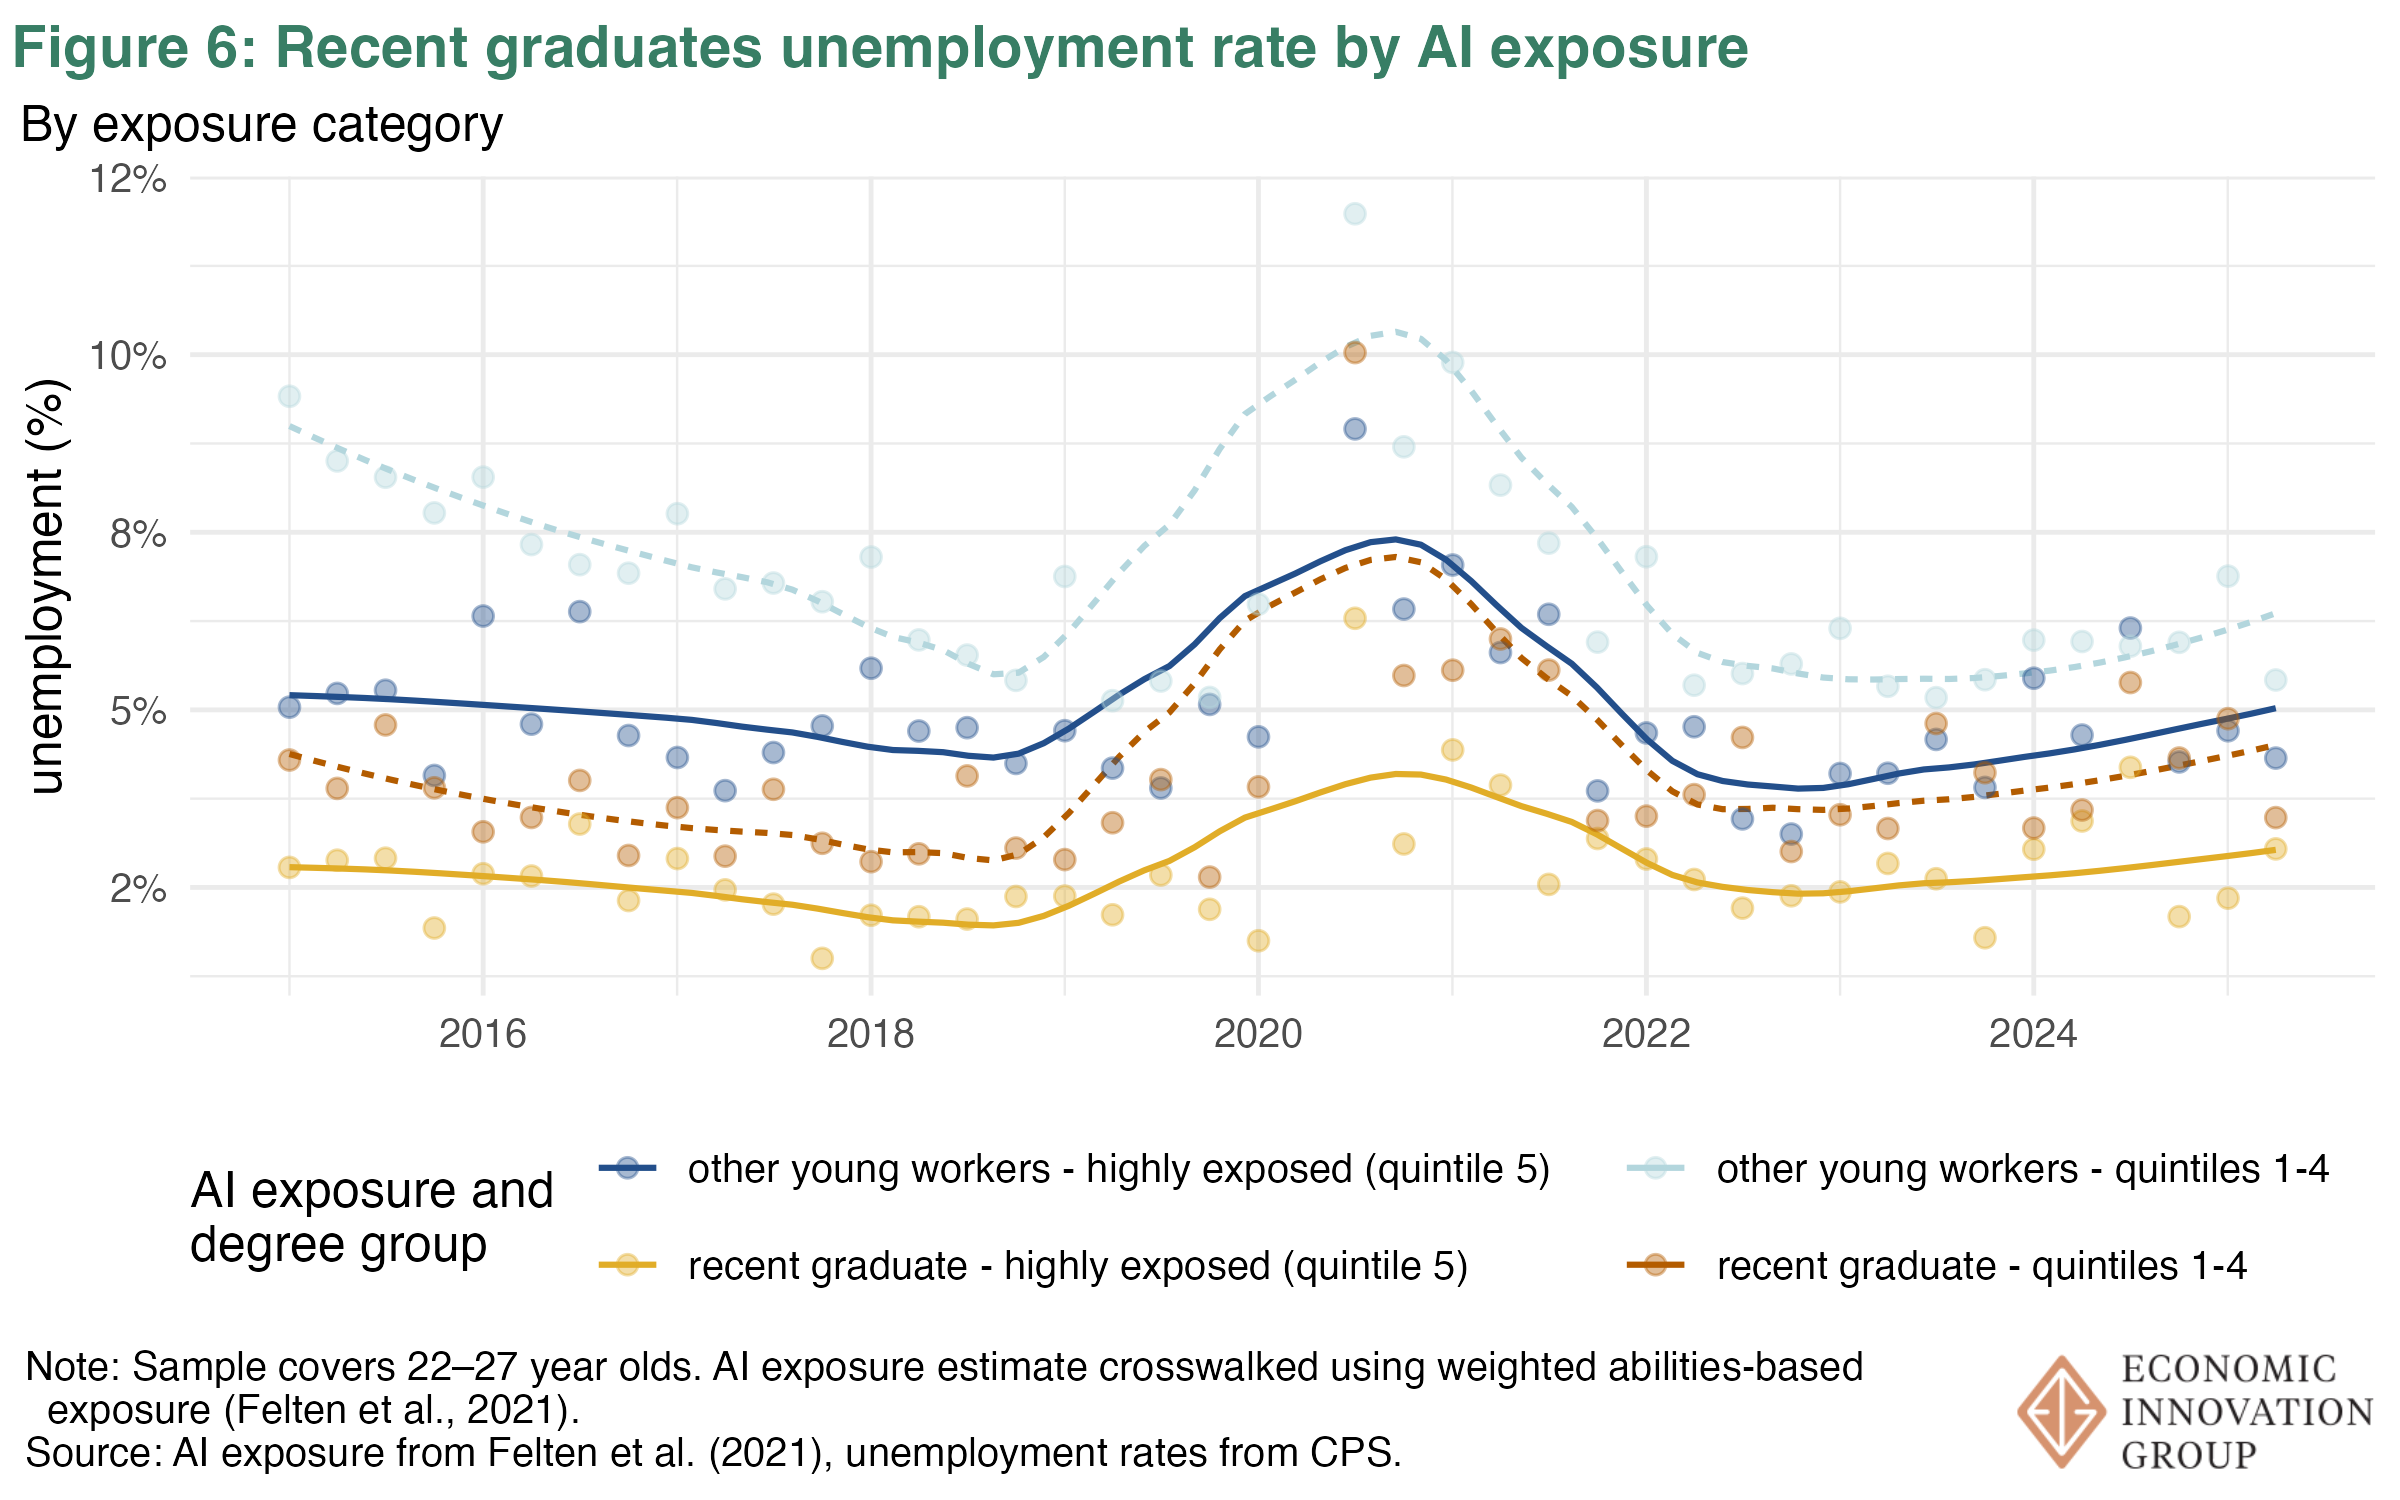 Figure 6: Recent graduates unemployment rate by AI exposure
By exposure category
12%
10%
8%
5%
2%
unemployment (%)
2016
2018
2020
2022
2024
AI exposure and
degree group
other young workers - highly exposed (quintile 5)
other young workers - quintiles 1-4
recent graduate - highly exposed (quintile 5)
recent graduate - quintiles 1-4
Note: Sample covers 22–27 year olds. AI exposure estimate crosswalked using weighted abilities-based
exposure (Felten et al., 2021).
Source: AI exposure from Felten et al. (2021), unemployment rates from CPS.
ECONOMIC
INNOVATION
GROUP